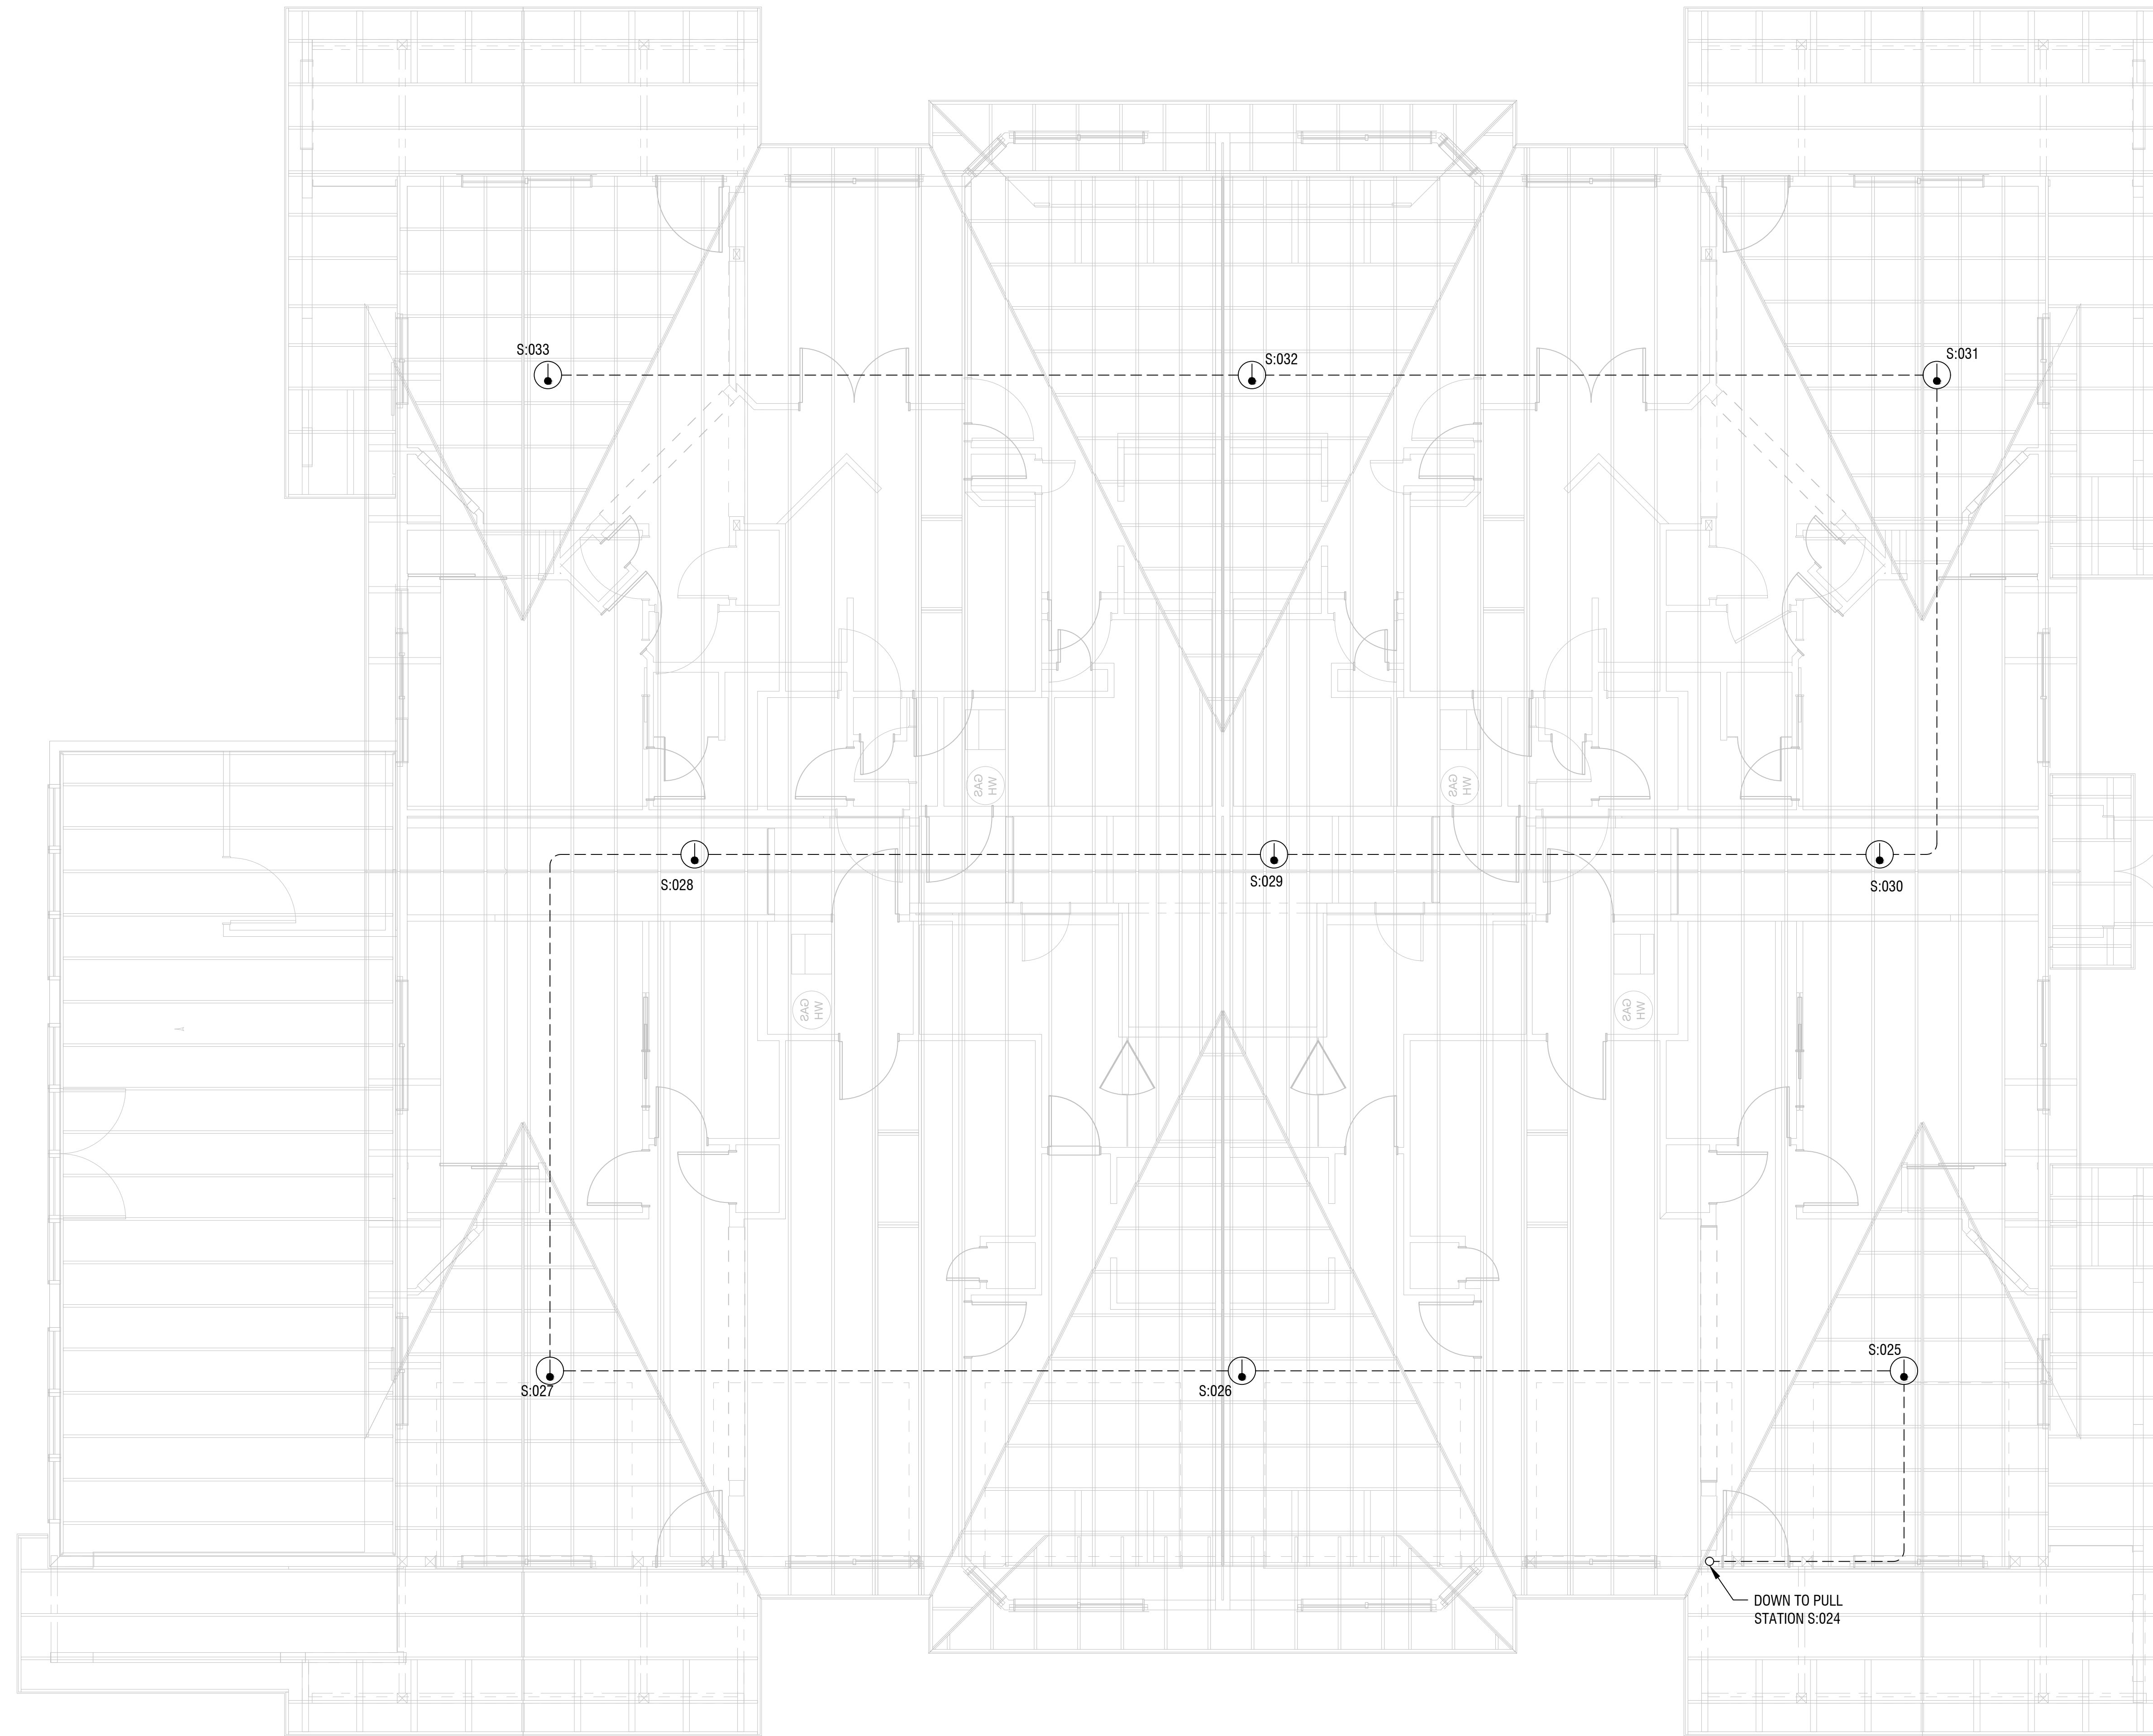 S:033
S:032
S:031
WH
GAS
WH
GAS
S:028
S:029
S:030
WH
GAS
WH
GAS
S:025
S:027
S:026
DOWN TO PULL
STATION S:024